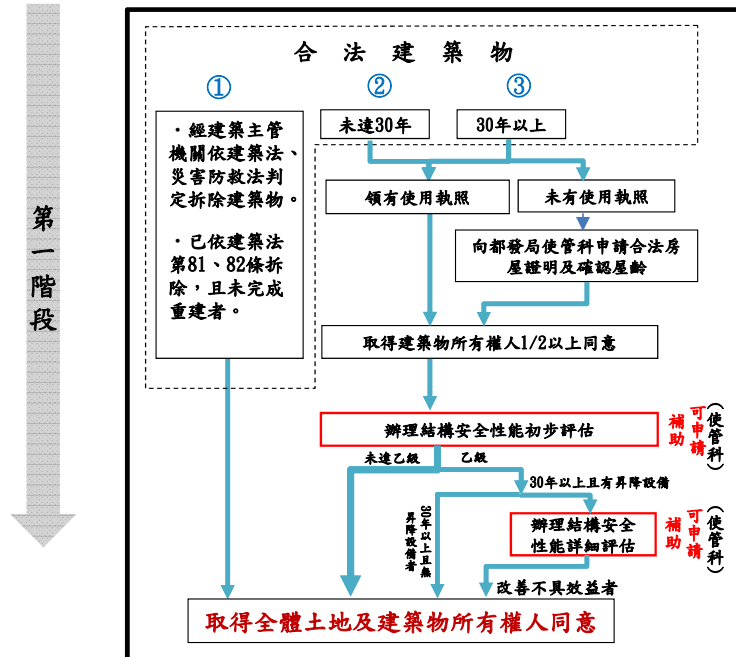 第一階段
合法建築物
①
②
③
・經建築主管
機關依建築法、
災害防救法判
定拆除建築物。
・已依建築法
第81、82條拆
除，且未完成
重建者。
未達30年
30年以上
領有使用執照
未有使用執照
向都發局使管科申請合法房
屋證明及確認屋齡
取得建築物所有權人1/2以上同意
辦理結構安全性能初步評估
可申請
補助
(使管科)
未達乙級
乙級
30年以上且有昇降設備
30年以上且無
昇降設備者
辦理結構安全
性能詳細評估
可申請
補助
(使管科)
改善不具效益者
取得全體土地及建築物所有權人同意